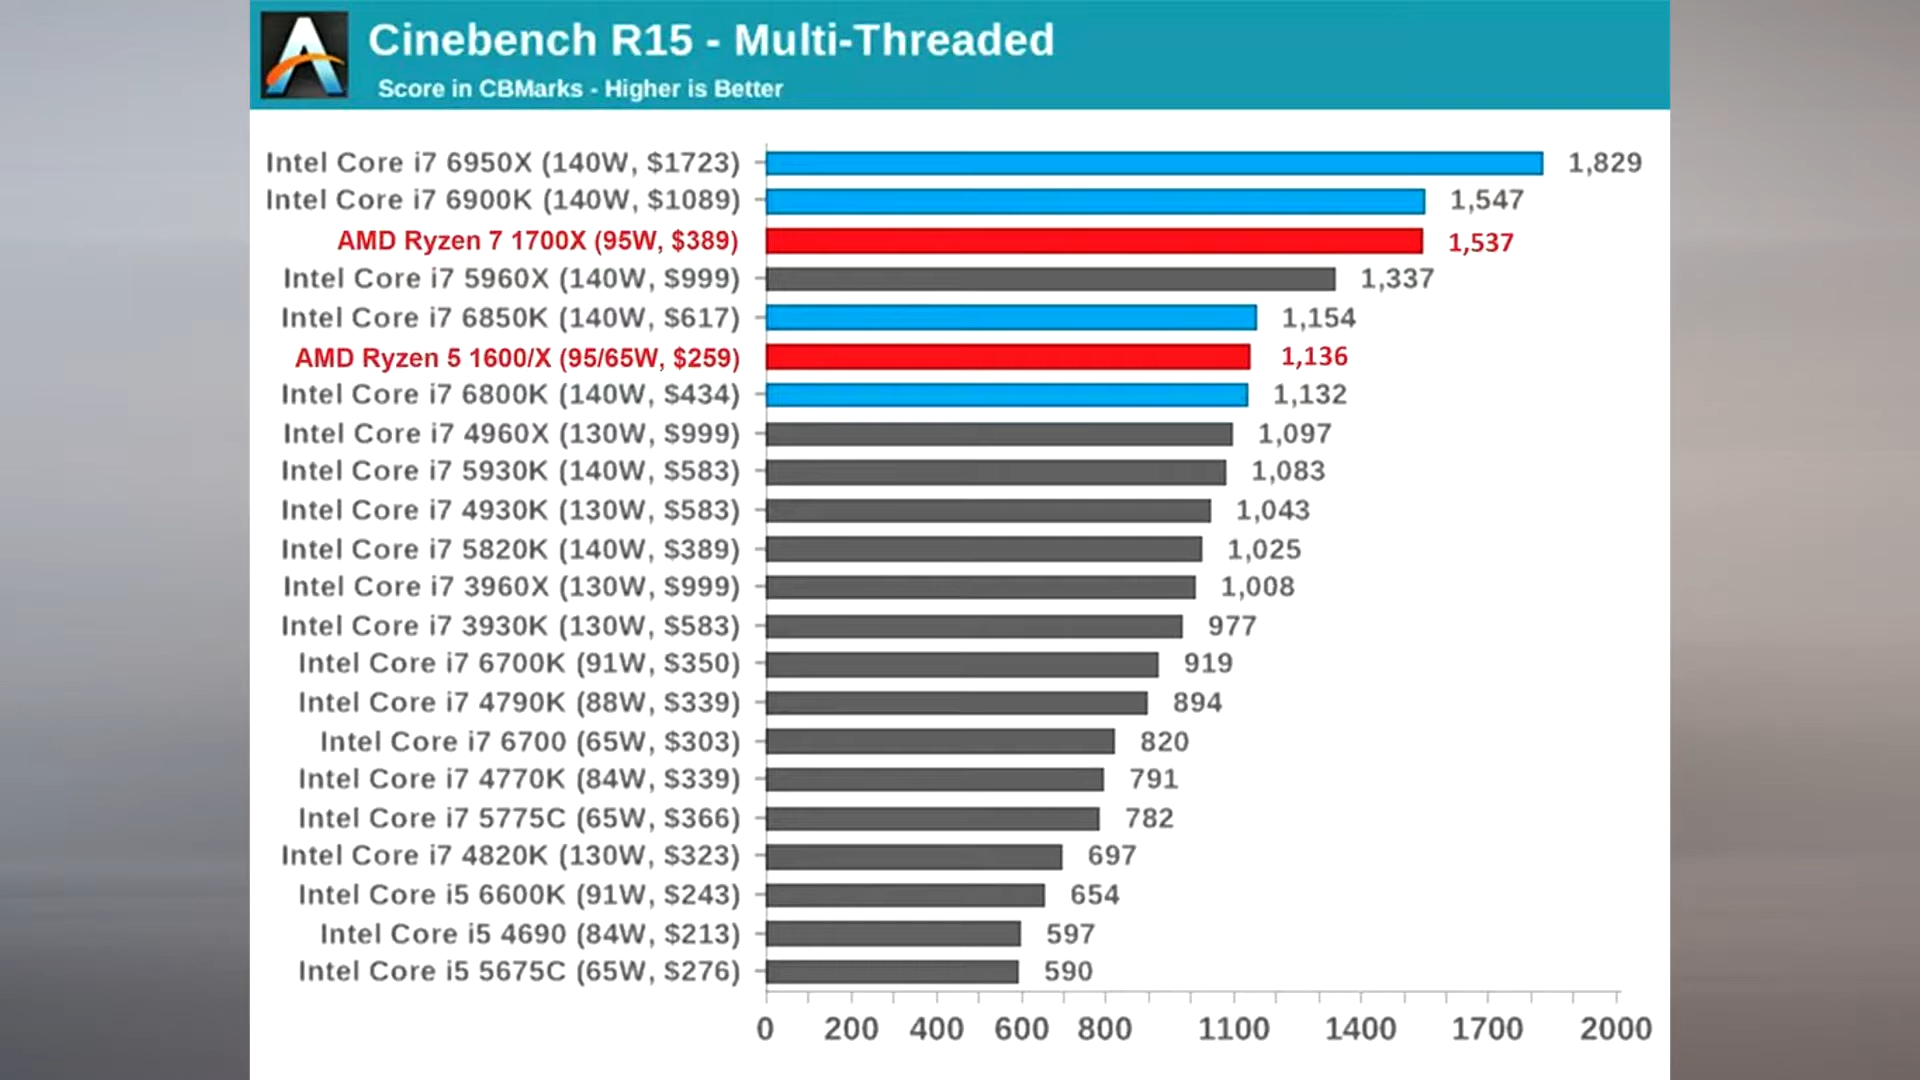 Cinebench R15 - Multi-Threaded
Score in CBMarks - Higher is Better
Intel Core i7 6950X (140W, $1723) 1,829
Intel Core i7 6900K (140W, $1089) 1,547
AMD Ryzen 7 1700X (95W, $389) 1,537
Intel Core i7 5960X (140W, $999) 1,337
Intel Core i7 6850K (140W, $617) 1,154
AMD Ryzen 5 1600/X (95/65W, $259) 1,136
Intel Core i7 6800K (140W, $434) 1,132
Intel Core i7 4960X (130W, $999) 1,097
Intel Core i7 5930K (140W, $583) 1,083
Intel Core i7 4930K (130W, $583) 1,043
Intel Core i7 5820K (140W, $389) 1,025
Intel Core i7 3960X (130W, $999) 1,008
Intel Core i7 3930K (130W, $583) 977
Intel Core i7 6700K (91W, $350) 919
Intel Core i7 4790K (88W, $339) 894
Intel Core i7 6700 (65W, $303) 820
Intel Core i7 4770K (84W, $339) 791
Intel Core i7 5775C (65W, $366) 782
Intel Core i7 4820K (130W, $323) 697
Intel Core i5 6600K (91W, $243) 654
Intel Core i5 4690 (84W, $213) 597
Intel Core i5 5675C (65W, $276) 590
0 200 400 600 800 1100 1400 1700 2000